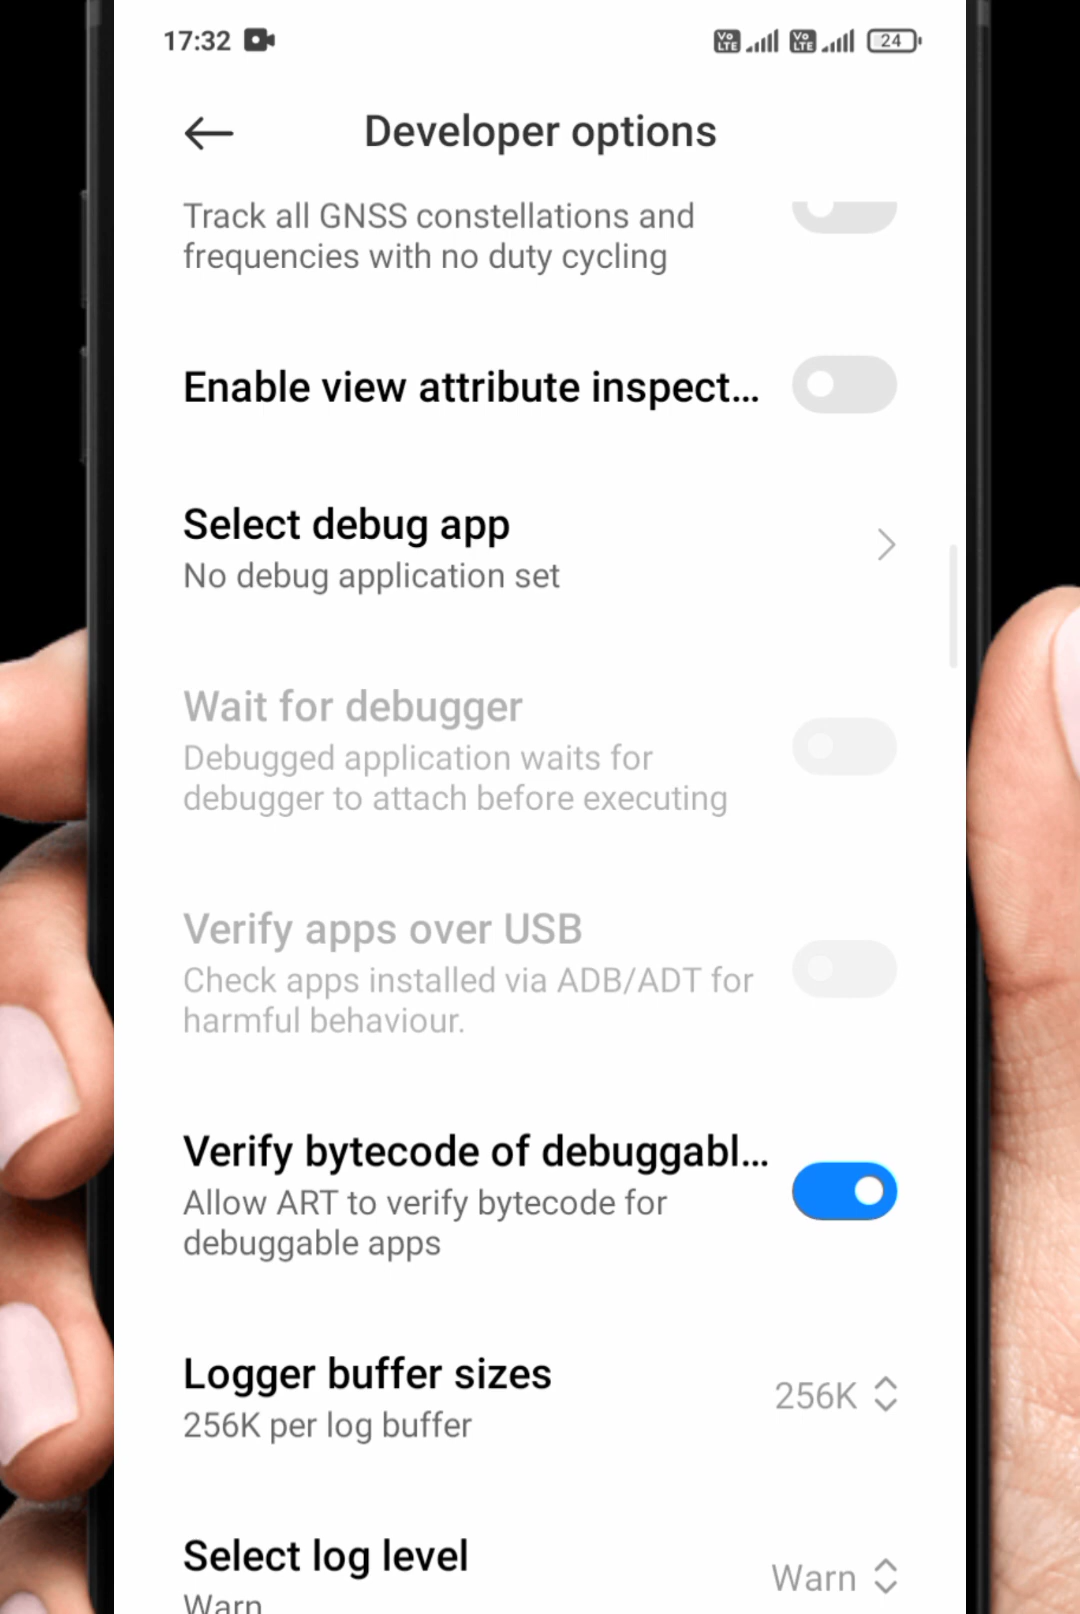 17:32
Vo LTE Vo LTE 24
Developer options
Track all GNSS constellations and
frequencies with no duty cycling
Enable view attribute inspect...
Select debug app
No debug application set
Wait for debugger
Debugged application waits for
debugger to attach before executing
Verify apps over USB
Check apps installed via ADB/ADT for
harmful behaviour.
Verify bytecode of debuggabl...
Allow ART to verify bytecode for
debuggable apps
Logger buffer sizes
256K
256K per log buffer
Select log level
Warn
Warn